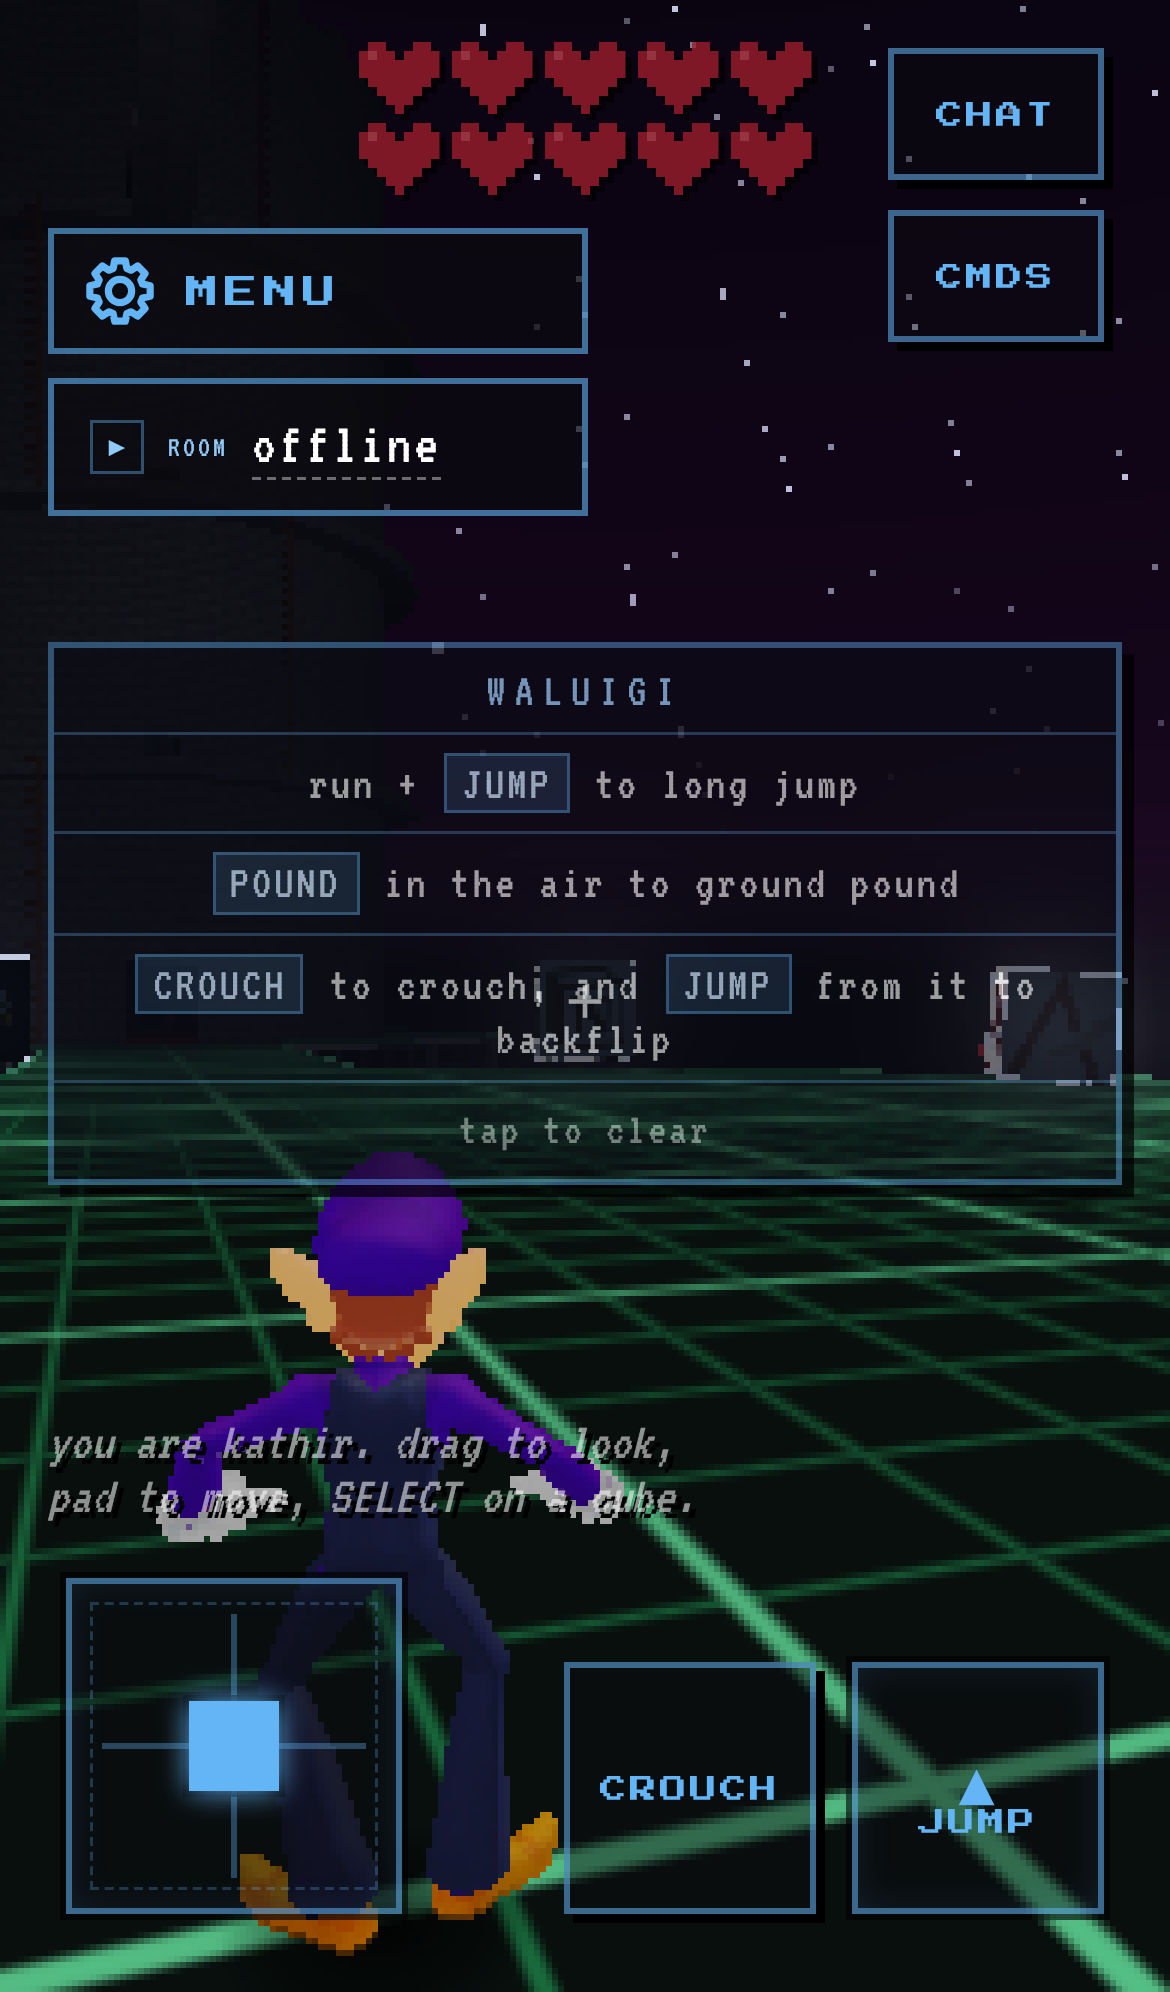 CHAT
MENU
CMDS
ROOM offline
WALUIGI
run + JUMP to long jump
POUND in the air to ground pound
CROUCH to crouch, and JUMP from it to
backflip
tap to clear
you are kathir. drag to look,
pad to move, SELECT on a cube.
CROUCH
JUMP